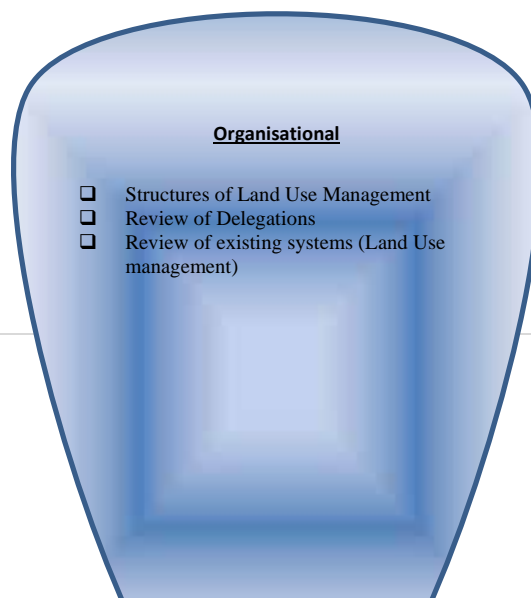 Organisational
❑ Structures of Land Use Management
❑ Review of Delegations
❑ Review of existing systems (Land Use
management)